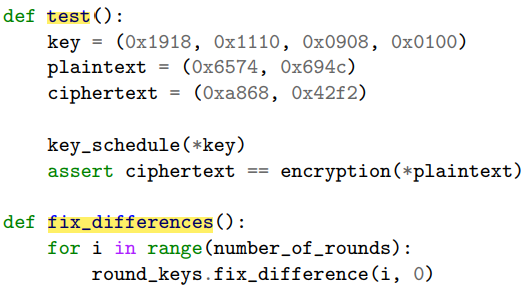 def test():
    key = (0x1918, 0x1110, 0x0908, 0x0100)
    plaintext = (0x6574, 0x694c)
    ciphertext = (0xa868, 0x42f2)

    key_schedule(*key)
    assert ciphertext == encryption(*plaintext)

def fix_differences():
    for i in range(number_of_rounds):
        round_keys.fix_difference(i, 0)